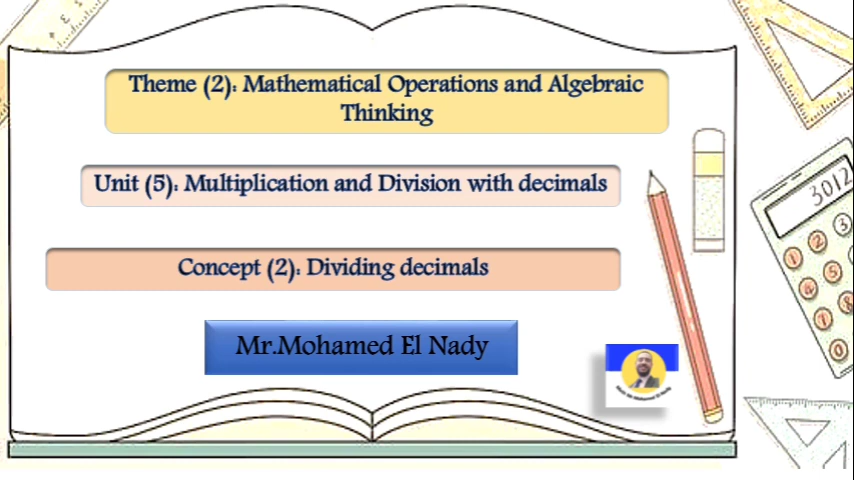 Theme (2): Mathematical Operations and Algebraic
Thinking
Unit (5): Multiplication and Division with decimals
Concept (2): Dividing decimals
Mr.Mohamed El Nady
3012